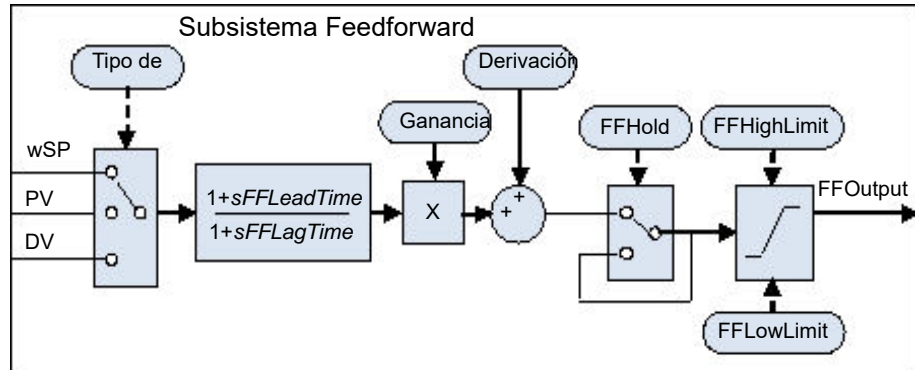 Subsistema Feedforward
Tipo de
Derivación
Ganancia
FFHold
FFHighLimit
wSP
PV
DV
1+sFFLeadTime
1+sFFLagTime
X
+
+
FFOutput
FFLowLimit